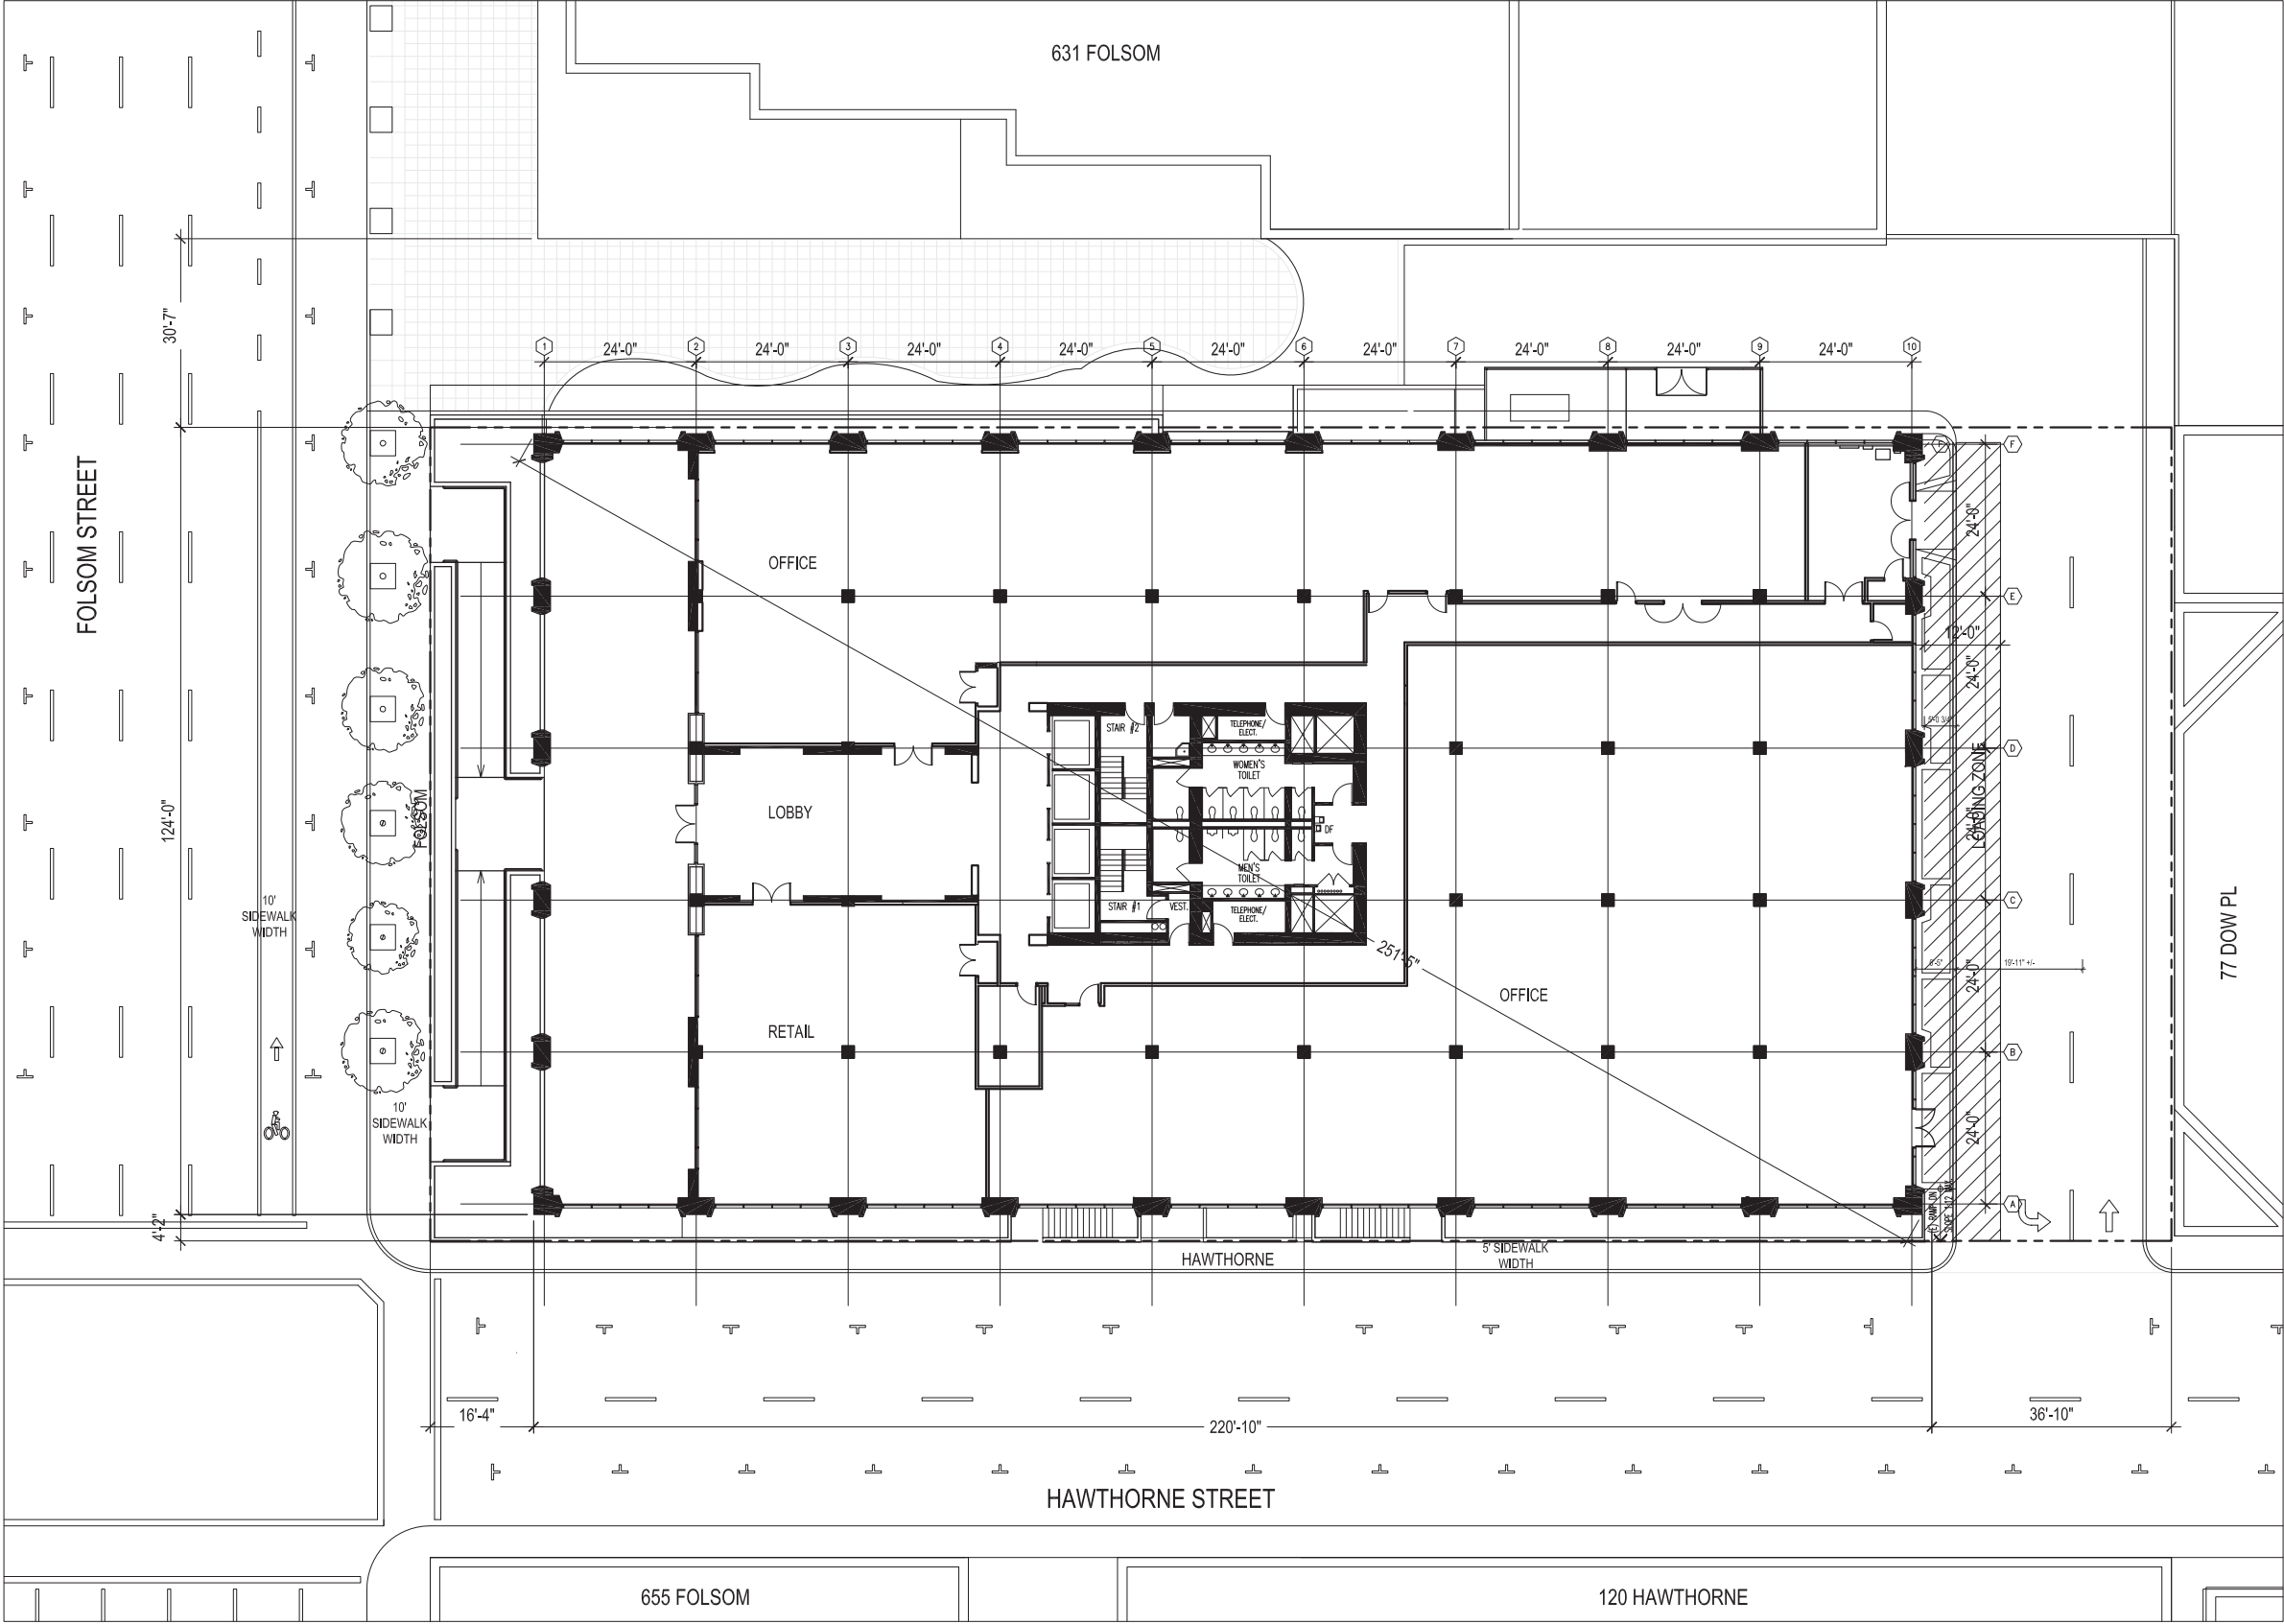 631 FOLSOM
30'-7"
1
24'-0"
2
24'-0"
3
24'-0"
4
24'-0"
5
24'-0"
6
24'-0"
7
24'-0"
8
24'-0"
9
24'-0"
10
FOLSOM STREET
F
F
24'-0"
OFFICE
E
12'-0"
24'-0"
STAIR #2
TELEPHONE/
ELECT.
D
WOMEN'S
TOILET
LOADING ZONE
24'-0"
124'-0"
FOLSOM
LOBBY
DF
MEN'S
TOILET
10'
SIDEWALK
WIDTH
STAIR #1
VEST.
TELEPHONE/
ELECT.
C
77 DOW PL
251'-5"
19'-11" +/-
24'-0"
OFFICE
RETAIL
B
10'
SIDEWALK
WIDTH
24'-0"
A
4'-2"
HAWTHORNE
5' SIDEWALK
WIDTH
16'-4"
220'-10"
36'-10"
HAWTHORNE STREET
655 FOLSOM
120 HAWTHORNE